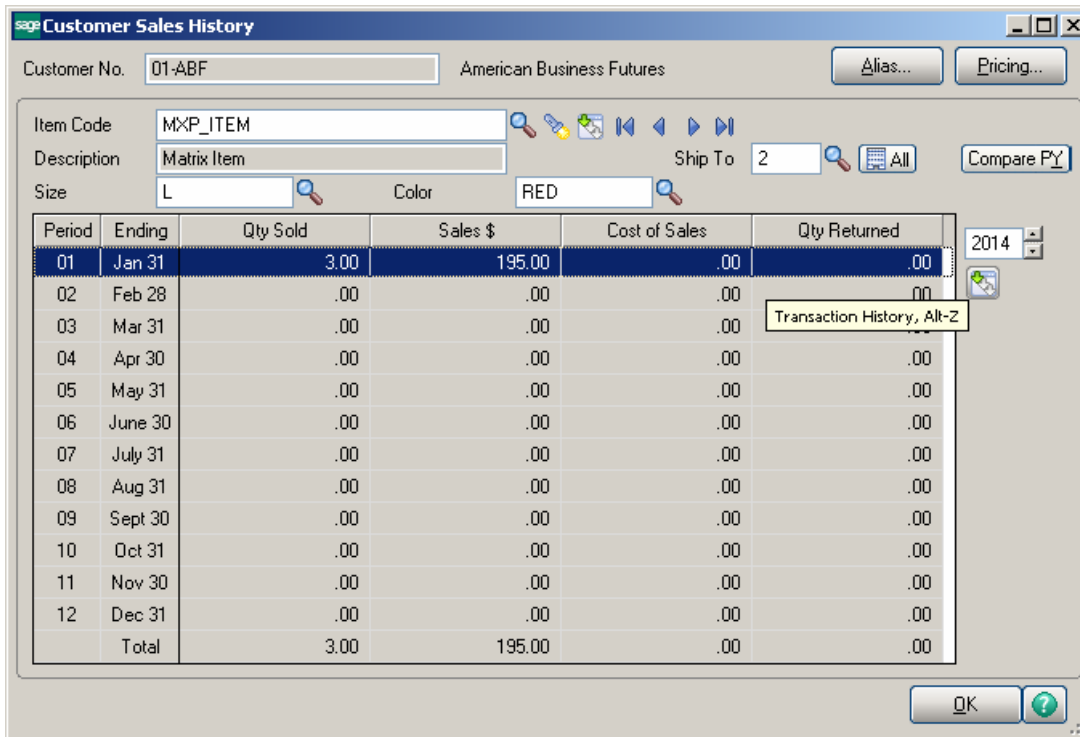 sage Customer Sales History
Customer No. 01-ABF American Business Futures Alias... Pricing...
Item Code MXP_ITEM
Description Matrix Item Ship To 2 All Compare PY
Size L Color RED
Period Ending Qty Sold Sales $ Cost of Sales Qty Returned
2014
01 Jan 31 3.00 195.00 .00 .00
02 Feb 28 .00 .00 .00 .00
Transaction History, Alt-Z
03 Mar 31 .00 .00 .00
04 Apr 30 .00 .00 .00 .00
05 May 31 .00 .00 .00 .00
06 June 30 .00 .00 .00 .00
07 July 31 .00 .00 .00 .00
08 Aug 31 .00 .00 .00 .00
09 Sept 30 .00 .00 .00 .00
10 Oct 31 .00 .00 .00 .00
11 Nov 30 .00 .00 .00 .00
12 Dec 31 .00 .00 .00 .00
Total 3.00 195.00 .00 .00
OK ?